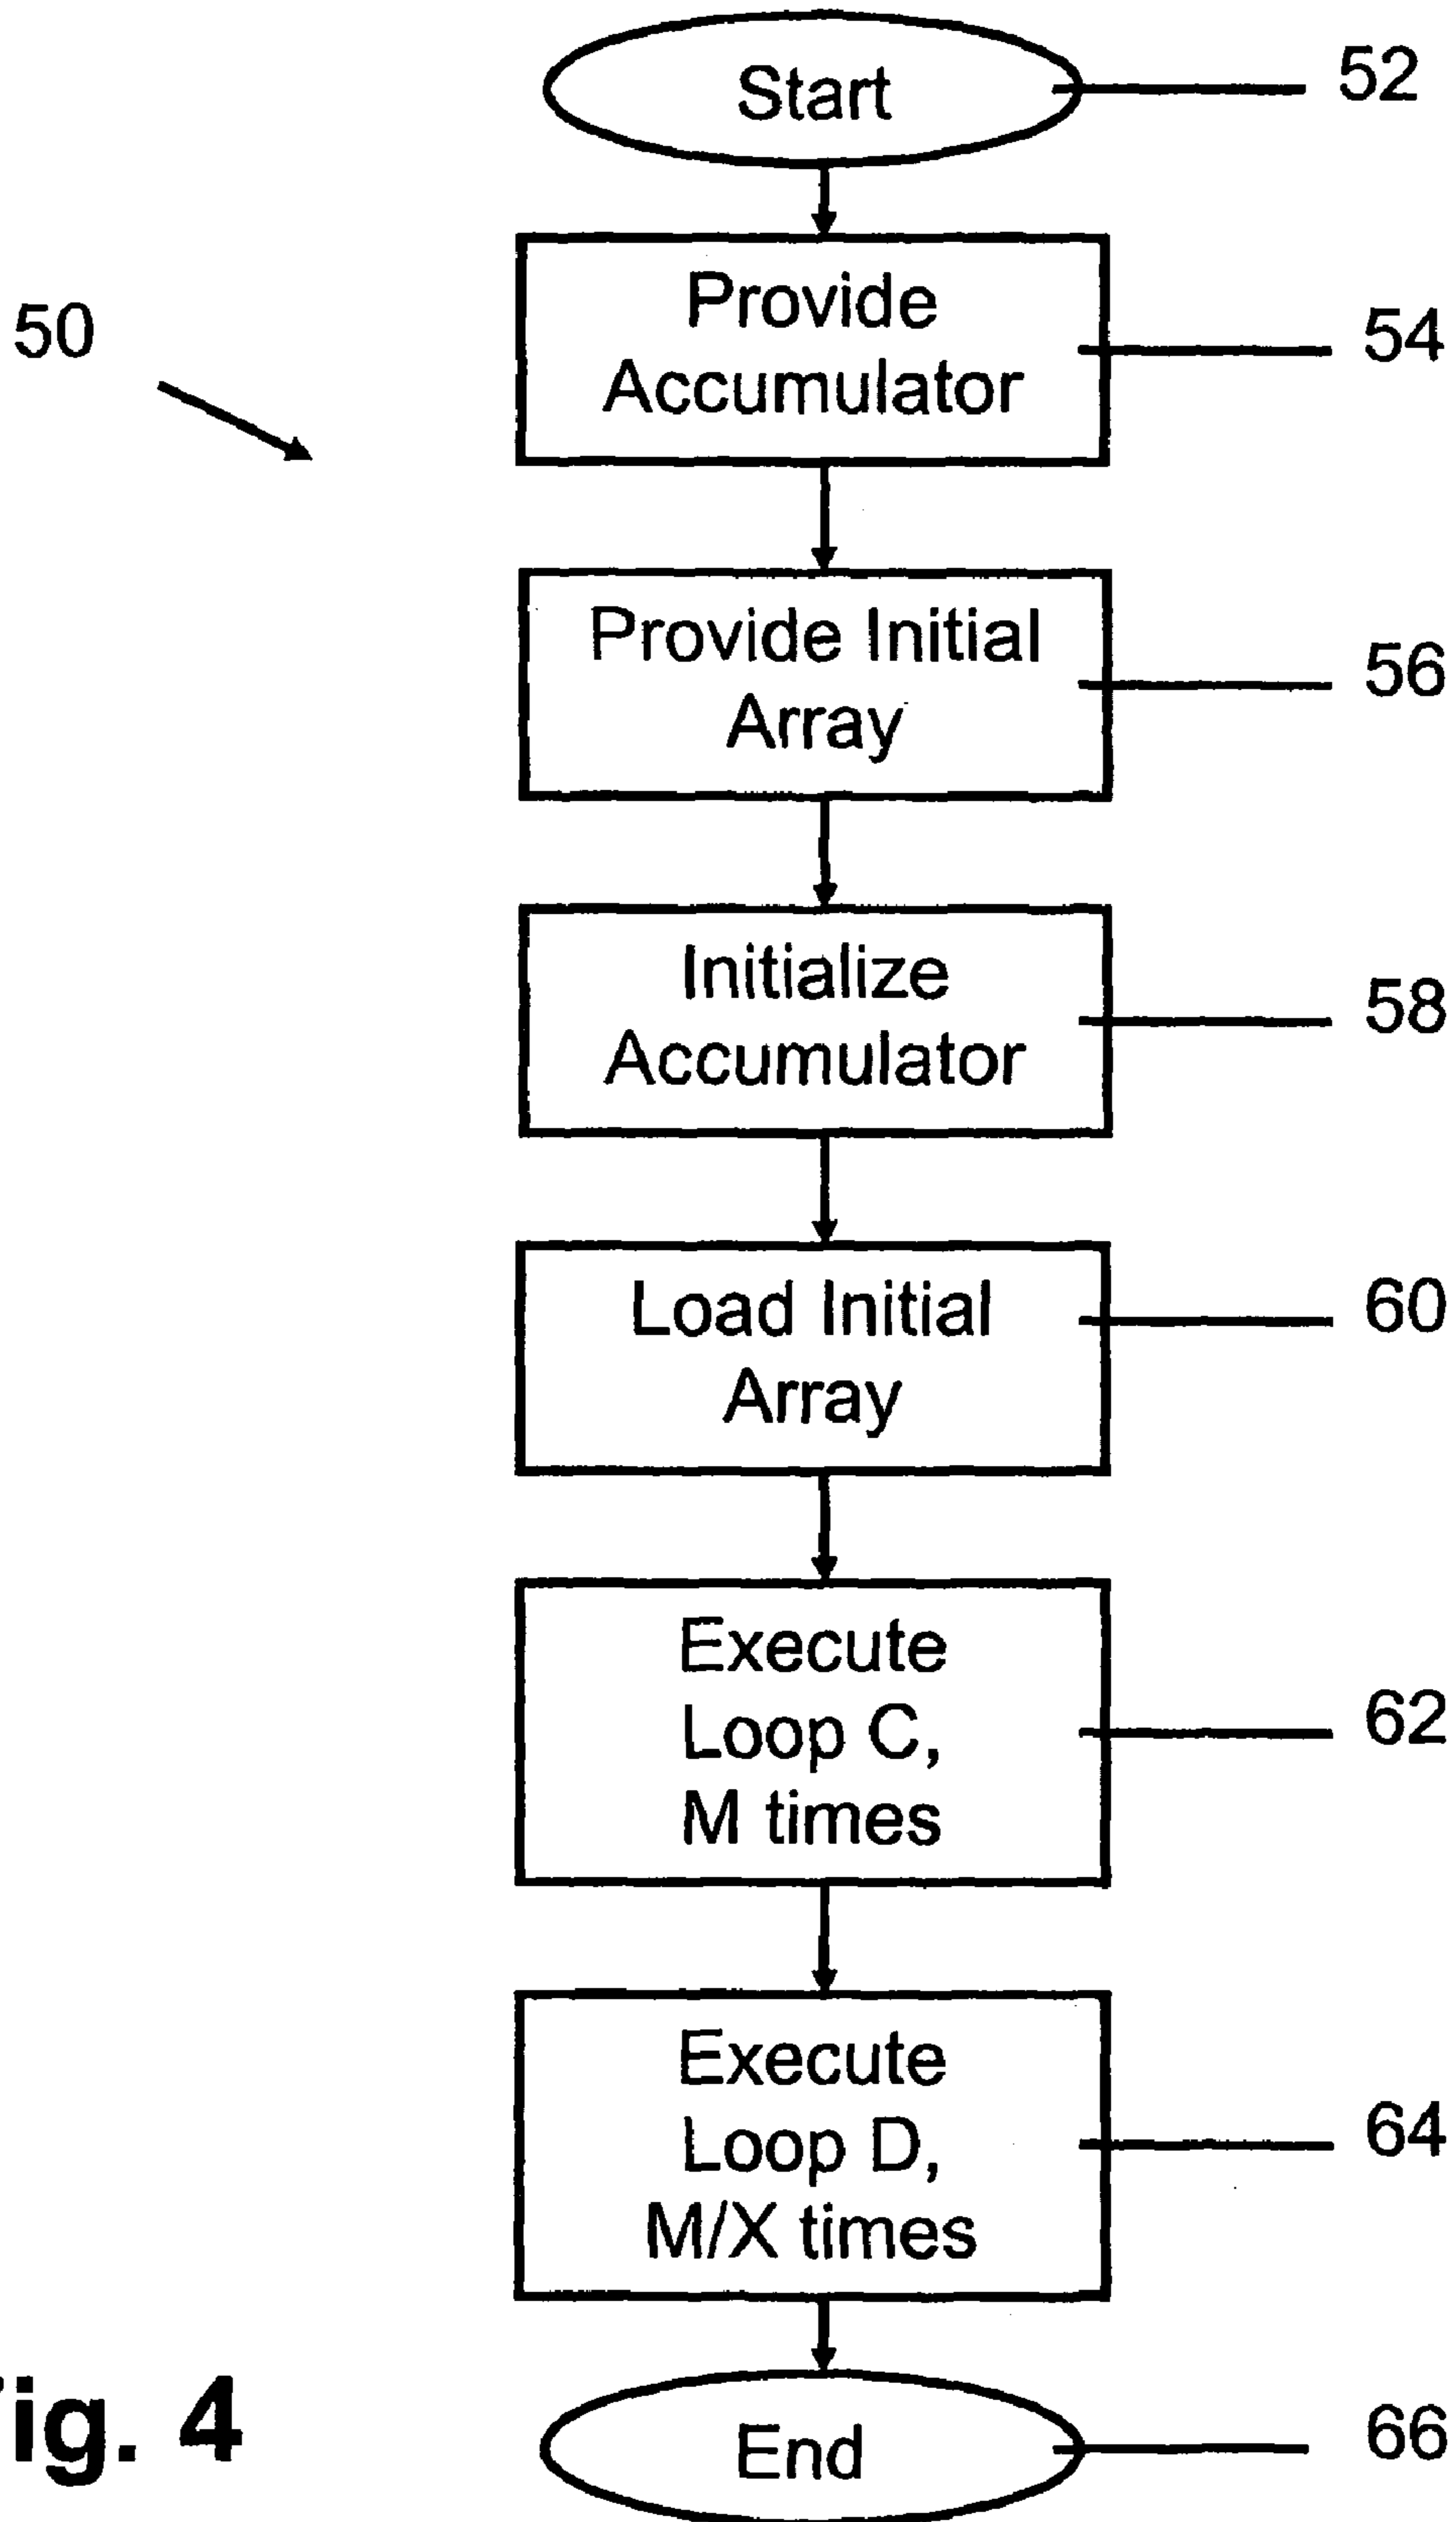 Start
52
50
Provide
Accumulator
54
Provide Initial
Array
56
Initialize
Accumulator
58
Load Initial
Array
60
Execute
Loop C,
M times
62
Execute
Loop D,
M/X times
64
End
66
ig. 4